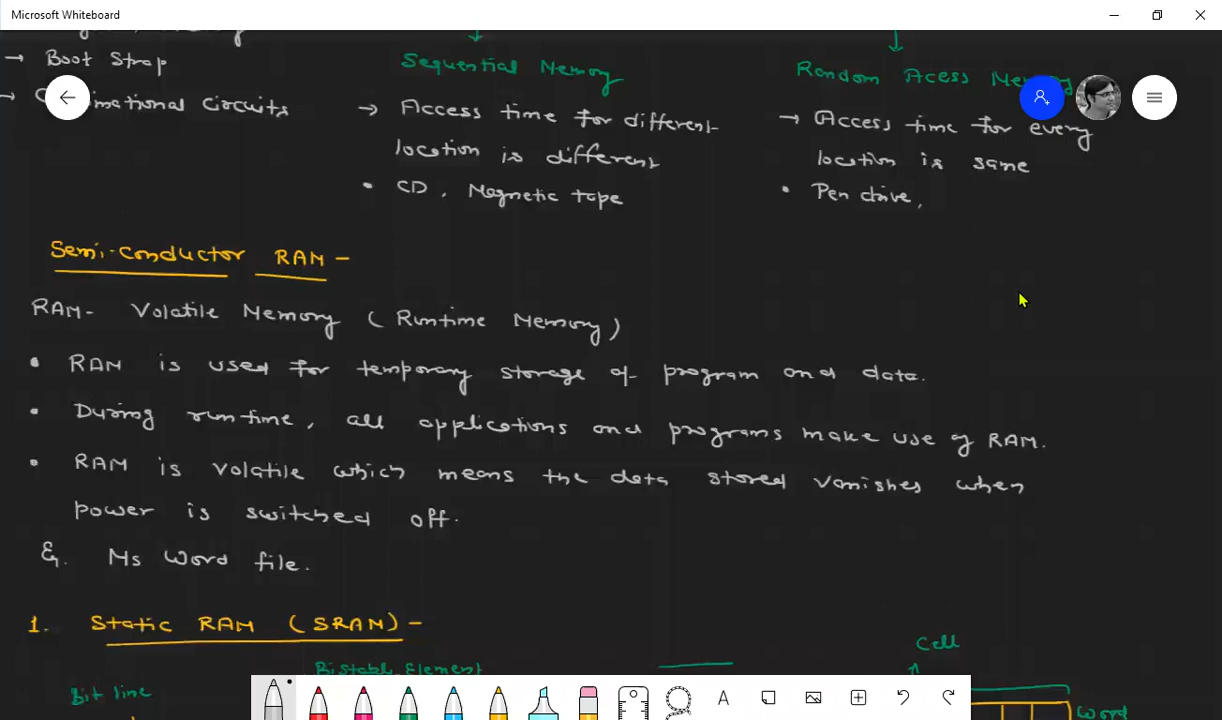 Microsoft Whiteboard
→ Boot Strap
Circuits
Sequential Memory
→ Access time for different
location is different
• CD, Magnetic tape
Random Acess Memory
→ Access time for every
location is same
• Pen drive,
Semi-Conductor RAM -
RAM- Volatile Memory (Runtime Memory)
• RAM is used for temporary storage of program and data.
• During runtime, all applications and programs make use of RAM.
• RAM is volatile which means the data stored vanishes when
power is switched off.
Eg. Ms Word file.
1. Static RAM (SRAM) -
Cell
Bistable Element
Bit line
Word
A